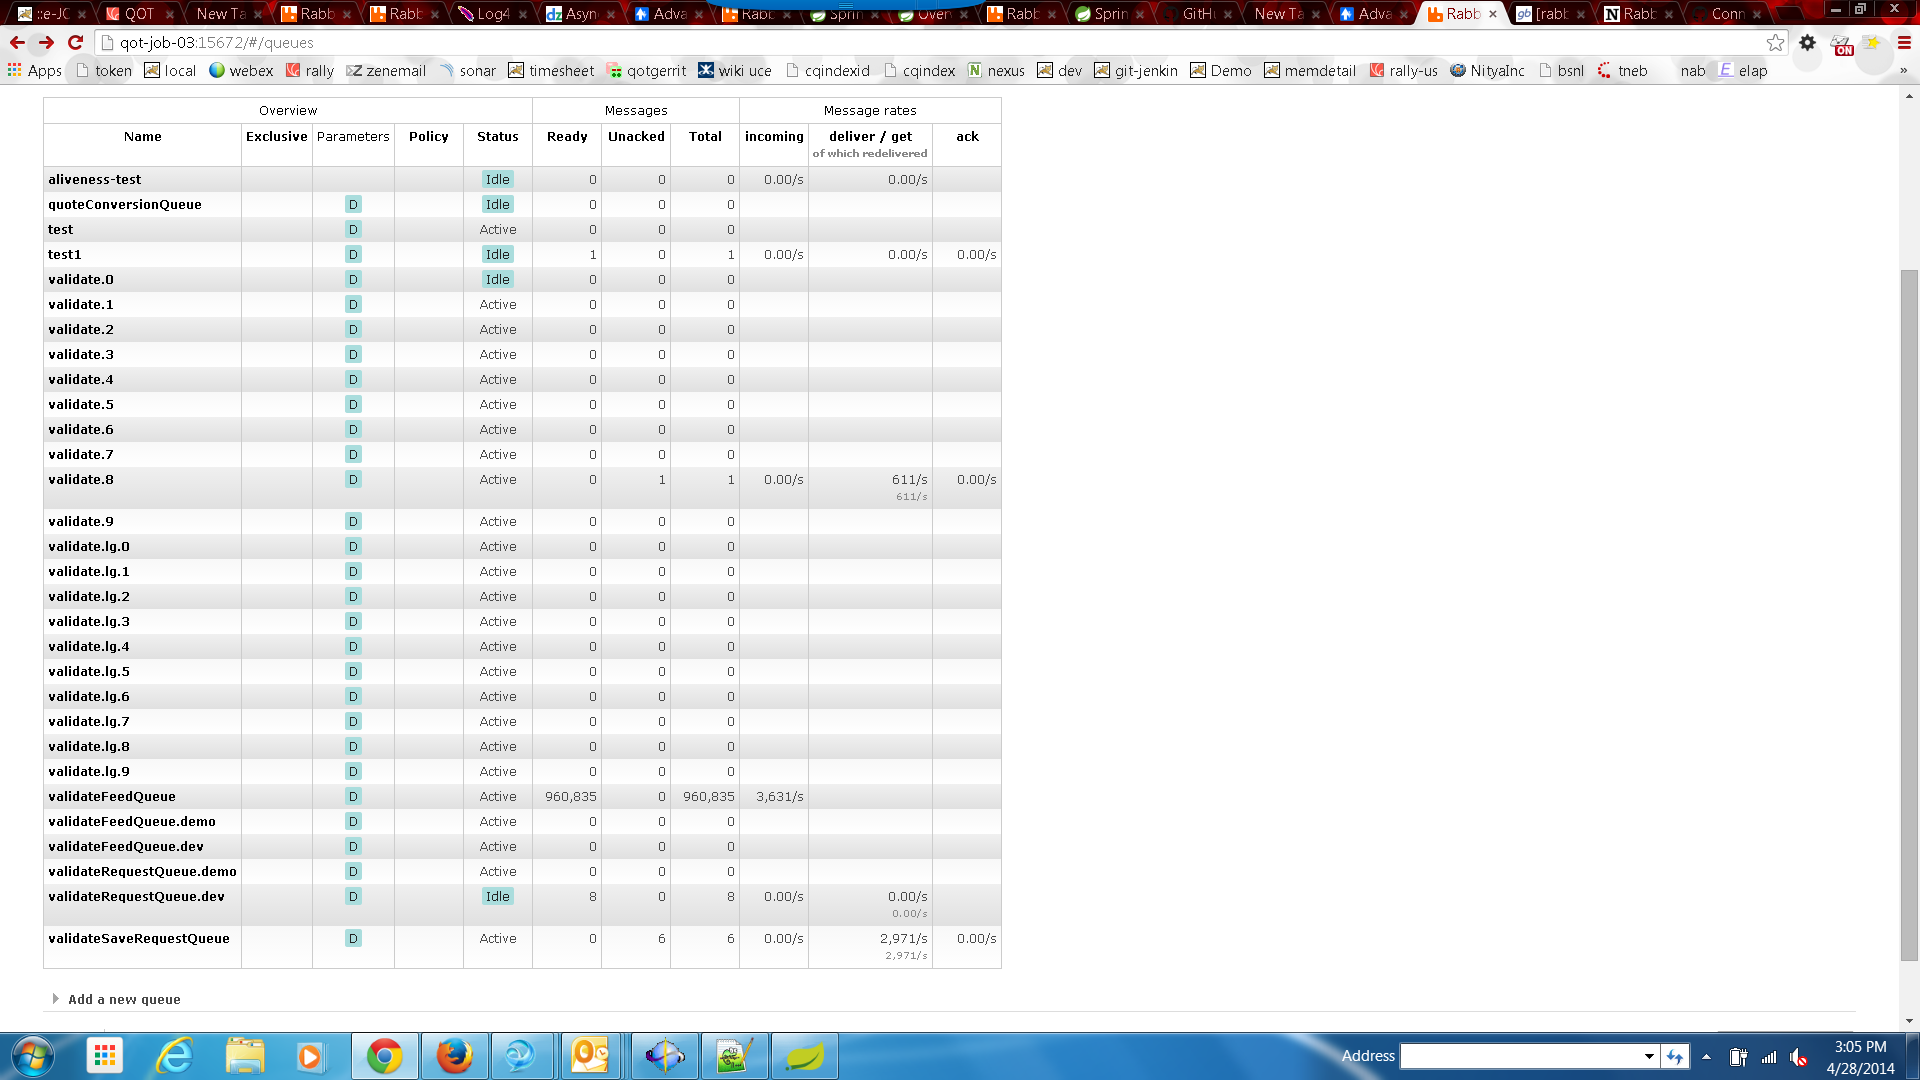 ::e-JC QOT New Ta Rabb Rabb Log4 Asyn Adva Rabb Sprin Oven Rabb Sprin GitHu New Ta Adva Rabb [rabb Rabb Conn
qot-job-03:15672/#/queues
Apps token local webex rally zenemail sonar timesheet qotgerrit wiki uce cqindexid cqindex nexus dev git-jenkin Demo memdetail rally-us NityaInc bsnl tneb nab elap »
ON
Overview Messages Message rates
Name Exclusive Parameters Policy Status Ready Unacked Total incoming deliver / get ack
of which redelivered
aliveness-test Idle 0 0 0 0.00/s 0.00/s
quoteConversionQueue D Idle 0 0 0
test D Active 0 0 0
test1 D Idle 1 0 1 0.00/s 0.00/s 0.00/s
validate.0 D Idle 0 0 0
validate.1 D Active 0 0 0
validate.2 D Active 0 0 0
validate.3 D Active 0 0 0
validate.4 D Active 0 0 0
validate.5 D Active 0 0 0
validate.6 D Active 0 0 0
validate.7 D Active 0 0 0
validate.8 D Active 0 1 1 0.00/s 611/s 0.00/s
611/s
validate.9 D Active 0 0 0
validate.lg.0 D Active 0 0 0
validate.lg.1 D Active 0 0 0
validate.lg.2 D Active 0 0 0
validate.lg.3 D Active 0 0 0
validate.lg.4 D Active 0 0 0
validate.lg.5 D Active 0 0 0
validate.lg.6 D Active 0 0 0
validate.lg.7 D Active 0 0 0
validate.lg.8 D Active 0 0 0
validate.lg.9 D Active 0 0 0
validateFeedQueue D Active 960,835 0 960,835 3,631/s
validateFeedQueue.demo D Active 0 0 0
validateFeedQueue.dev D Active 0 0 0
validateRequestQueue.demo D Active 0 0 0
validateRequestQueue.dev D Idle 8 0 8 0.00/s 0.00/s
0.00/s
validateSaveRequestQueue D Active 0 6 6 0.00/s 2,971/s 0.00/s
2,971/s
Add a new queue
Address
3:05 PM
4/28/2014